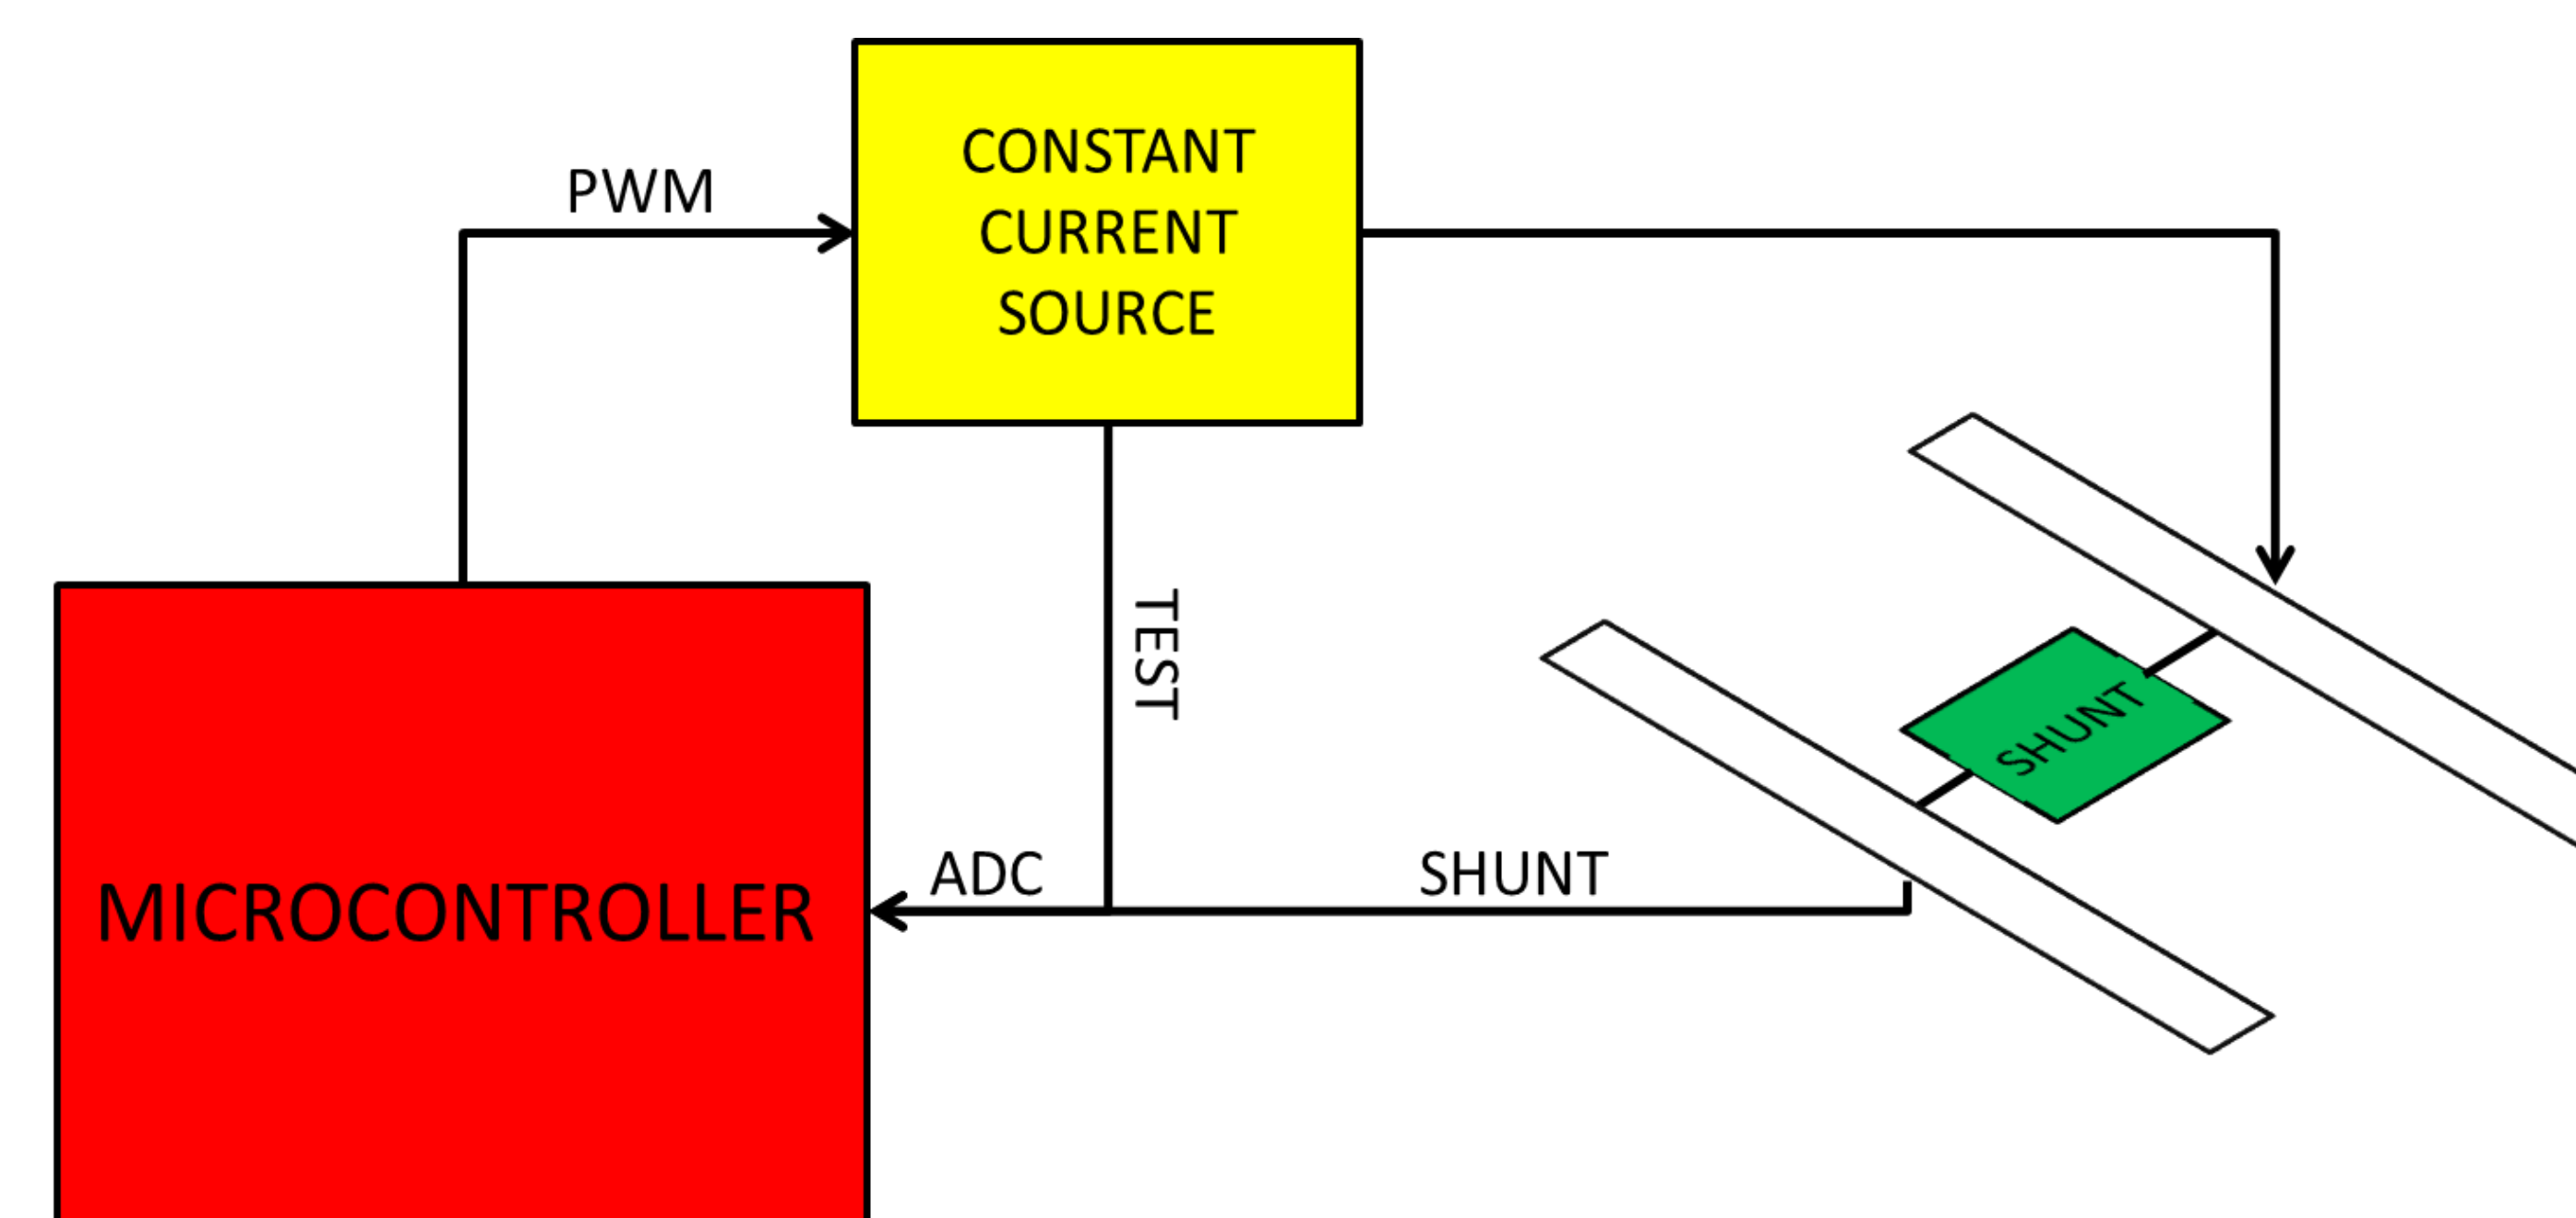 CONSTANT
CURRENT
SOURCE
PWM
TEST
SHUNT
ADC
SHUNT
MICROCONTROLLER